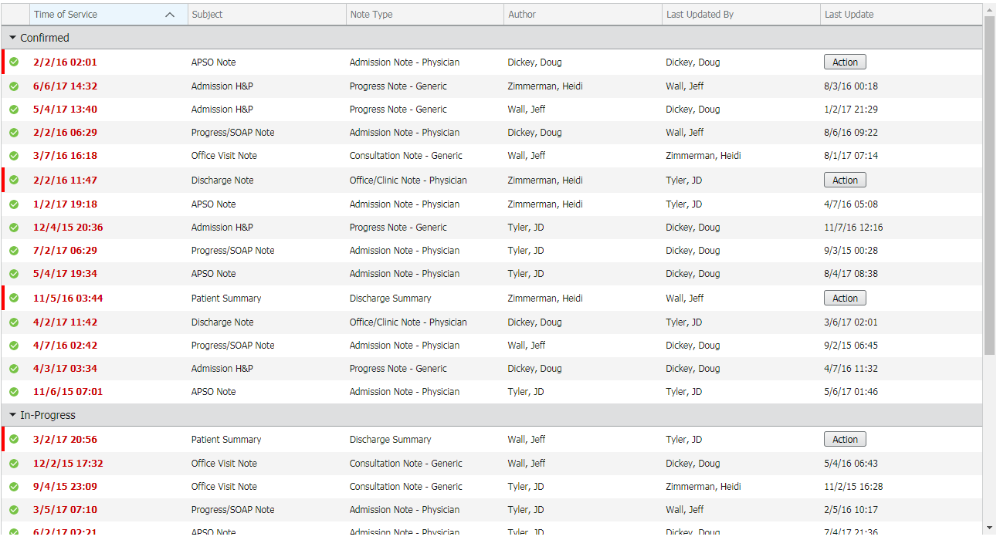 Time of Service Subject Note Type Author Last Updated By Last Update
Confirmed
2/2/16 02:01 APSO Note Admission Note - Physician Dickey, Doug Dickey, Doug Action
6/6/17 14:32 Admission H&P Progress Note - Generic Zimmerman, Heidi Wall, Jeff 8/3/16 00:18
5/4/17 13:40 Admission H&P Progress Note - Generic Wall, Jeff Dickey, Doug 1/2/17 21:29
2/2/16 06:29 Progress/SOAP Note Admission Note - Physician Dickey, Doug Wall, Jeff 8/6/16 09:22
3/7/16 16:18 Office Visit Note Consultation Note - Generic Wall, Jeff Zimmerman, Heidi 8/1/17 07:14
2/2/16 11:47 Discharge Note Office/Clinic Note - Physician Zimmerman, Heidi Tyler, JD Action
1/2/17 19:18 APSO Note Admission Note - Physician Zimmerman, Heidi Tyler, JD 4/7/16 05:08
12/4/15 20:36 Admission H&P Progress Note - Generic Tyler, JD Dickey, Doug 11/7/16 12:16
7/2/17 06:29 Progress/SOAP Note Admission Note - Physician Tyler, JD Dickey, Doug 9/3/15 00:28
5/4/17 19:34 APSO Note Admission Note - Physician Tyler, JD Dickey, Doug 8/4/17 08:38
11/5/16 03:44 Patient Summary Discharge Summary Zimmerman, Heidi Wall, Jeff Action
4/2/17 11:42 Discharge Note Office/Clinic Note - Physician Dickey, Doug Tyler, JD 3/6/17 02:01
4/7/16 02:42 Progress/SOAP Note Admission Note - Physician Wall, Jeff Dickey, Doug 9/2/15 06:45
4/3/17 03:34 Admission H&P Progress Note - Generic Dickey, Doug Dickey, Doug 4/7/16 11:32
11/6/15 07:01 APSO Note Admission Note - Physician Tyler, JD Tyler, JD 5/6/17 01:46
In-Progress
3/2/17 20:56 Patient Summary Discharge Summary Wall, Jeff Tyler, JD Action
12/2/15 17:32 Office Visit Note Consultation Note - Generic Wall, Jeff Dickey, Doug 5/4/16 06:43
9/4/15 23:09 Office Visit Note Consultation Note - Generic Tyler, JD Zimmerman, Heidi 11/2/15 16:28
3/5/17 07:10 Progress/SOAP Note Admission Note - Physician Tyler, JD Wall, Jeff 2/5/16 10:17
6/2/17 02:21 APSO Note Admission Note - Physician Tyler, JD Dickey, Doug 7/4/17 21:36